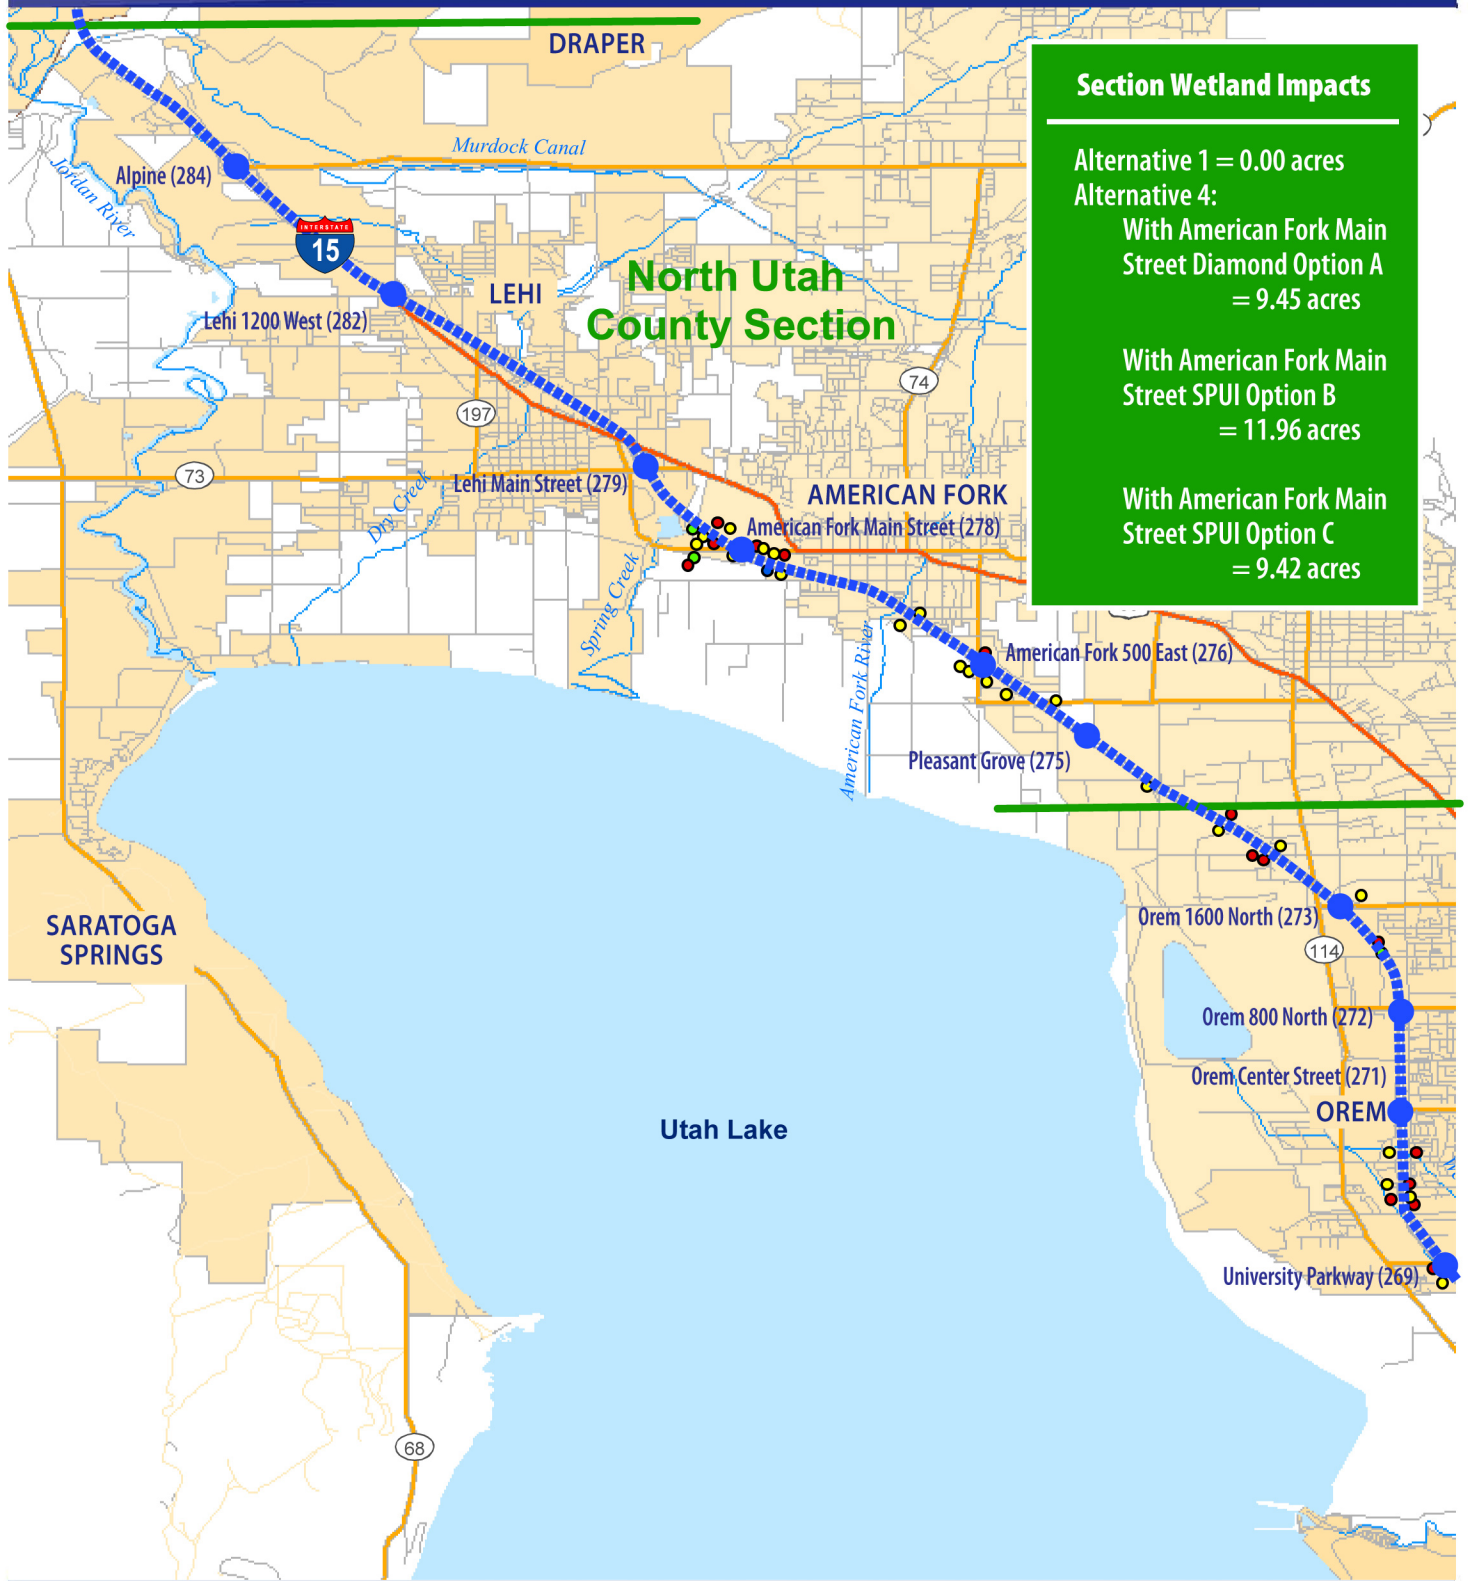 DRAPER
Section Wetland Impacts
Alternative 1 = 0.00 acres
Alternative 4:
With American Fork Main
Street Diamond Option A
= 9.45 acres
With American Fork Main
Street SPUI Option B
= 11.96 acres
With American Fork Main
Street SPUI Option C
= 9.42 acres
Murdock Canal
Alpine (284)
Jordan River
INTERSTATE
15
North Utah
County Section
LEHI
Lehi 1200 West (282)
74
197
73
Lehi Main Street (279)
Dry Creek
AMERICAN FORK
American Fork Main Street (278)
Spring Creek
American Fork River
American Fork 500 East (276)
Pleasant Grove (275)
SARATOGA
SPRINGS
Orem 1600 North (273)
114
Orem 800 North (272)
Orem Center Street (271)
OREM
Utah Lake
University Parkway (269)
68